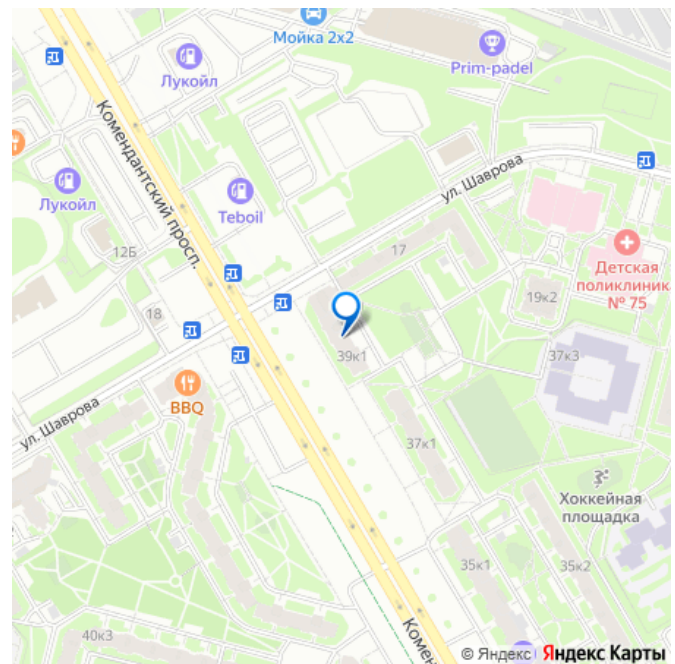 Мойка 2x2
Лукойл
Prim-padel
Комендантский просп.
ул. Шаврова
Лукойл
Teboil
12Б
17
Детская
поликлиника
№ 75
19к2
18
39к1
37к3
BBQ
ул. Шаврова
37к1
Хоккейная
площадка
35к1
35к2
40к3
Комен
© Яндекс Яндекс Карты